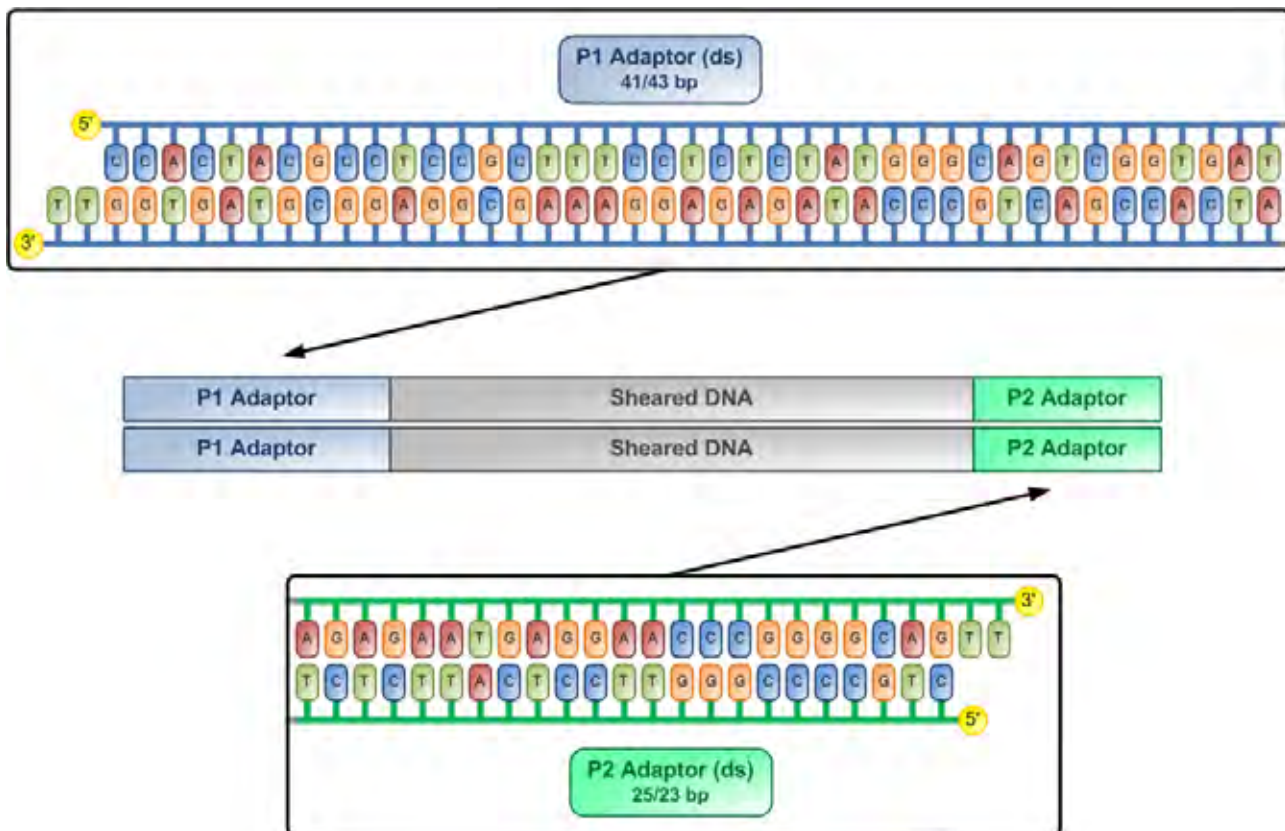 P1 Adaptor (ds)
41/43 bp
5'
C C A C T A C G C C T C C G C T T T C C T C T C T A T G G G C A G T C G G T G A T
T T G G T G A T G C G G A G G C G A A A G G A G A G A T A C C C G T C A G C C A C T A
3'
P1 Adaptor Sheared DNA P2 Adaptor
P1 Adaptor Sheared DNA P2 Adaptor
3'
A G A G A A T G A G G A A C C C G G G G C A G T T
T C T C T T A C T C C T T G G G C C C C G T C
5'
P2 Adaptor (ds)
25/23 bp